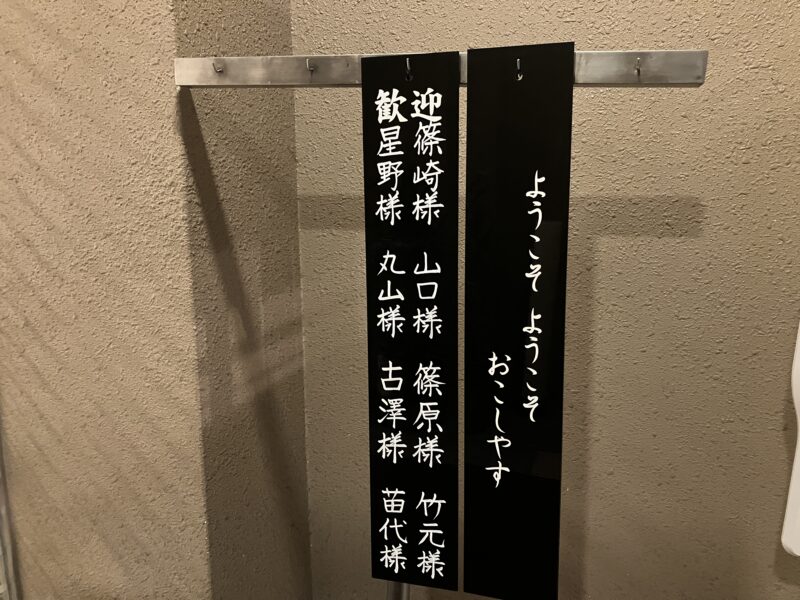 ようこそ ようこそ
おこしやす
歓迎
篠崎様 山口様 篠原様 竹元様
星野様 丸山様 古澤様 苗代様